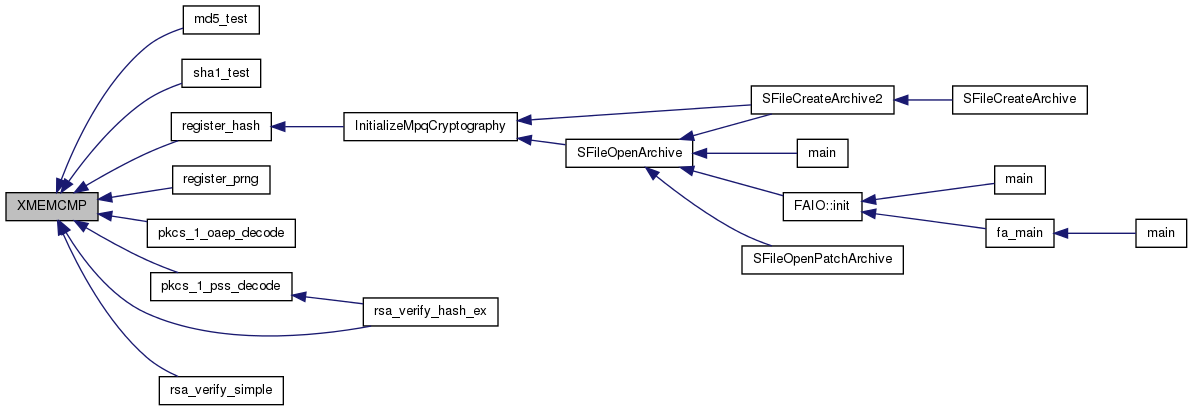 md5_test
sha1_test
SFileCreateArchive2
SFileCreateArchive
register_hash
InitializeMpqCryptography
SFileOpenArchive
main
register_prng
main
XMEMCMP
FAIO::init
pkcs_1_oaep_decode
fa_main
main
SFileOpenPatchArchive
pkcs_1_pss_decode
rsa_verify_hash_ex
rsa_verify_simple